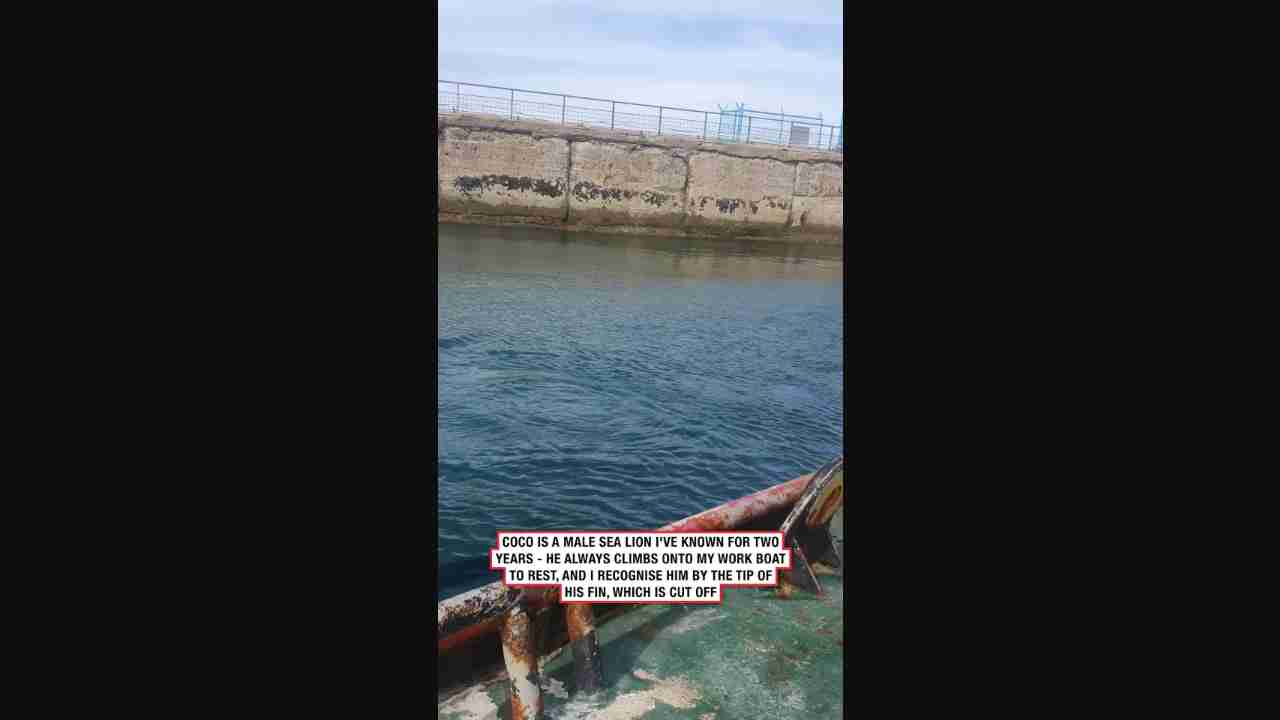 COCO IS A MALE SEA LION I'VE KNOWN FOR TWO
YEARS - HE ALWAYS CLIMBS ONTO MY WORK BOAT
TO REST, AND I RECOGNISE HIM BY THE TIP OF
HIS FIN, WHICH IS CUT OFF